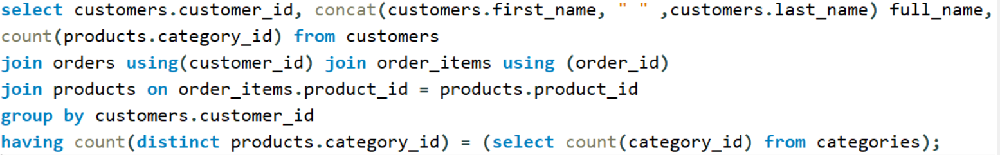 select customers.customer_id, concat(customers.first_name, " " ,customers.last_name) full_name,
count(products.category_id) from customers
join orders using(customer_id) join order_items using (order_id)
join products on order_items.product_id = products.product_id
group by customers.customer_id
having count(distinct products.category_id) = (select count(category_id) from categories);